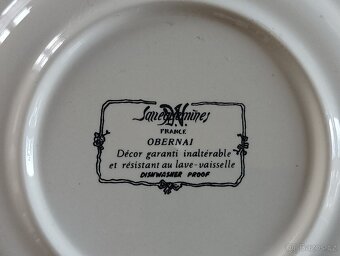 Sarreguemines
FRANCE
OBERNAI
Décor garanti inaltérable
et résistant au lave-vaisselle
DISHWASHER PROOF